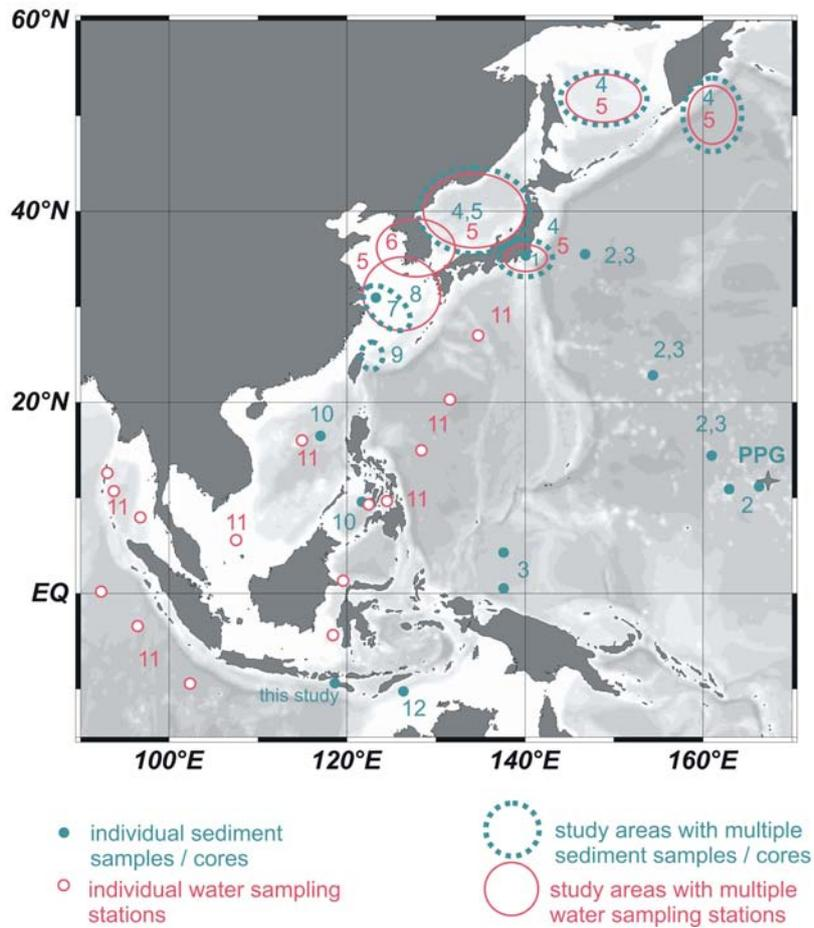 60°N
4
5
4
5
40°N
4,5
5
4
6
5
1
5
2,3
8
7
11
9
2,3
20°N
10
11
11
2,3
PPG
11
10
11
2
11
3
EQ
11
this study
12
100°E 120°E 140°E 160°E
individual sediment
samples / cores
individual water sampling
stations
study areas with multiple
sediment samples / cores
study areas with multiple
water sampling stations